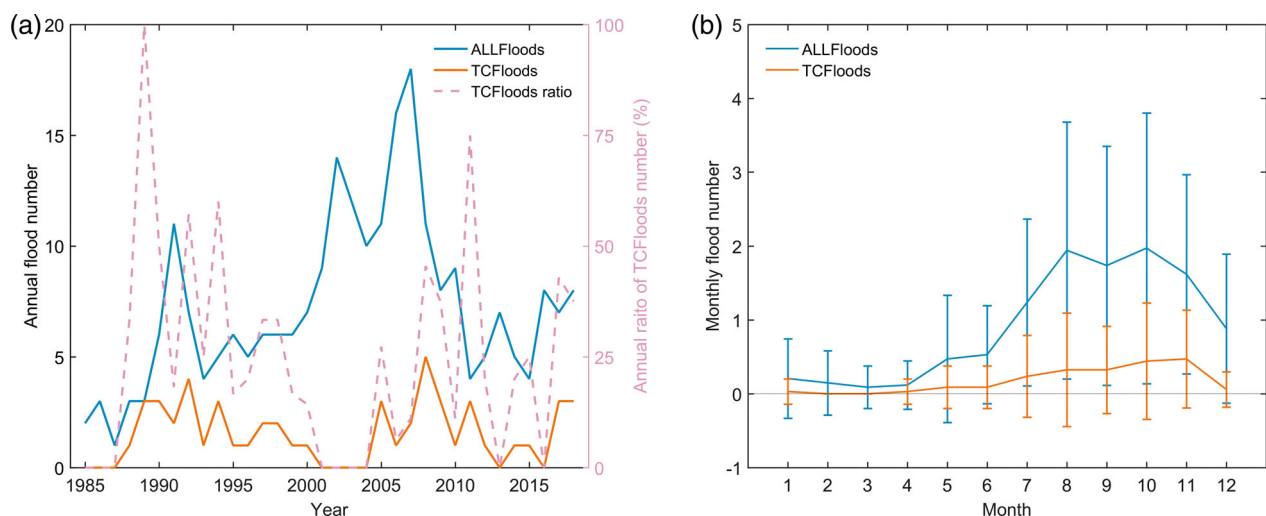 (a)
Annual flood number
20
15
10
5
0
ALLFloods
TCFloods
TCFloods ratio
100
75
50
25
0
Annual raito of TCFloods number (%)
1985 1990 1995 2000 2005 2010 2015
Year
(b)
Monthly flood number
5
4
3
2
1
0
-1
ALLFloods
TCFloods
1 2 3 4 5 6 7 8 9 10 11 12
Month